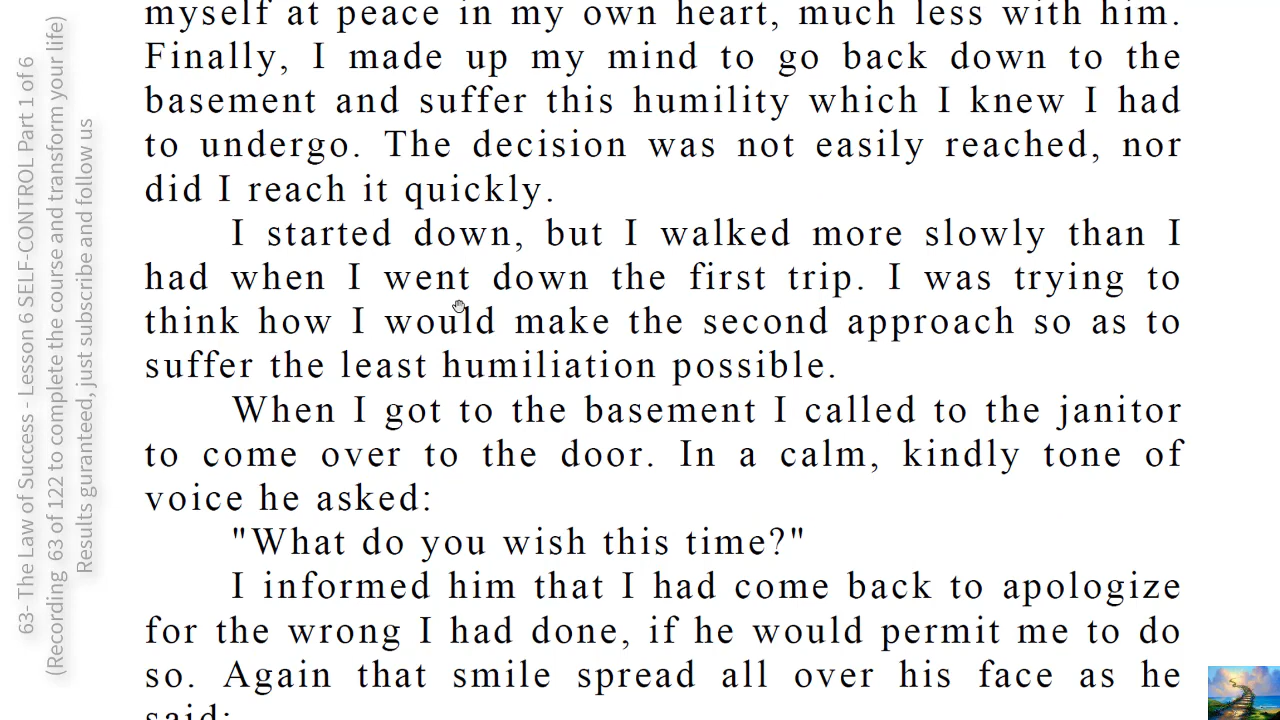 myself at peace in my own heart, much less with him.
Finally, I made up my mind to go back down to the
basement and suffer this humility which I knew I had
to undergo. The decision was not easily reached, nor
did I reach it quickly.
I started down, but I walked more slowly than I
had when I went down the first trip. I was trying to
think how I would make the second approach so as to
suffer the least humiliation possible.
When I got to the basement I called to the janitor
to come over to the door. In a calm, kindly tone of
voice he asked:
"What do you wish this time?"
I informed him that I had come back to apologize
for the wrong I had done, if he would permit me to do
so. Again that smile spread all over his face as he
said:
63- The Law of Success - Lesson 6 SELF-CONTROL Part 1 of 6
(Recording 63 of 122 to complete the course and transform your life)
Results guranteed, just subscribe and follow us